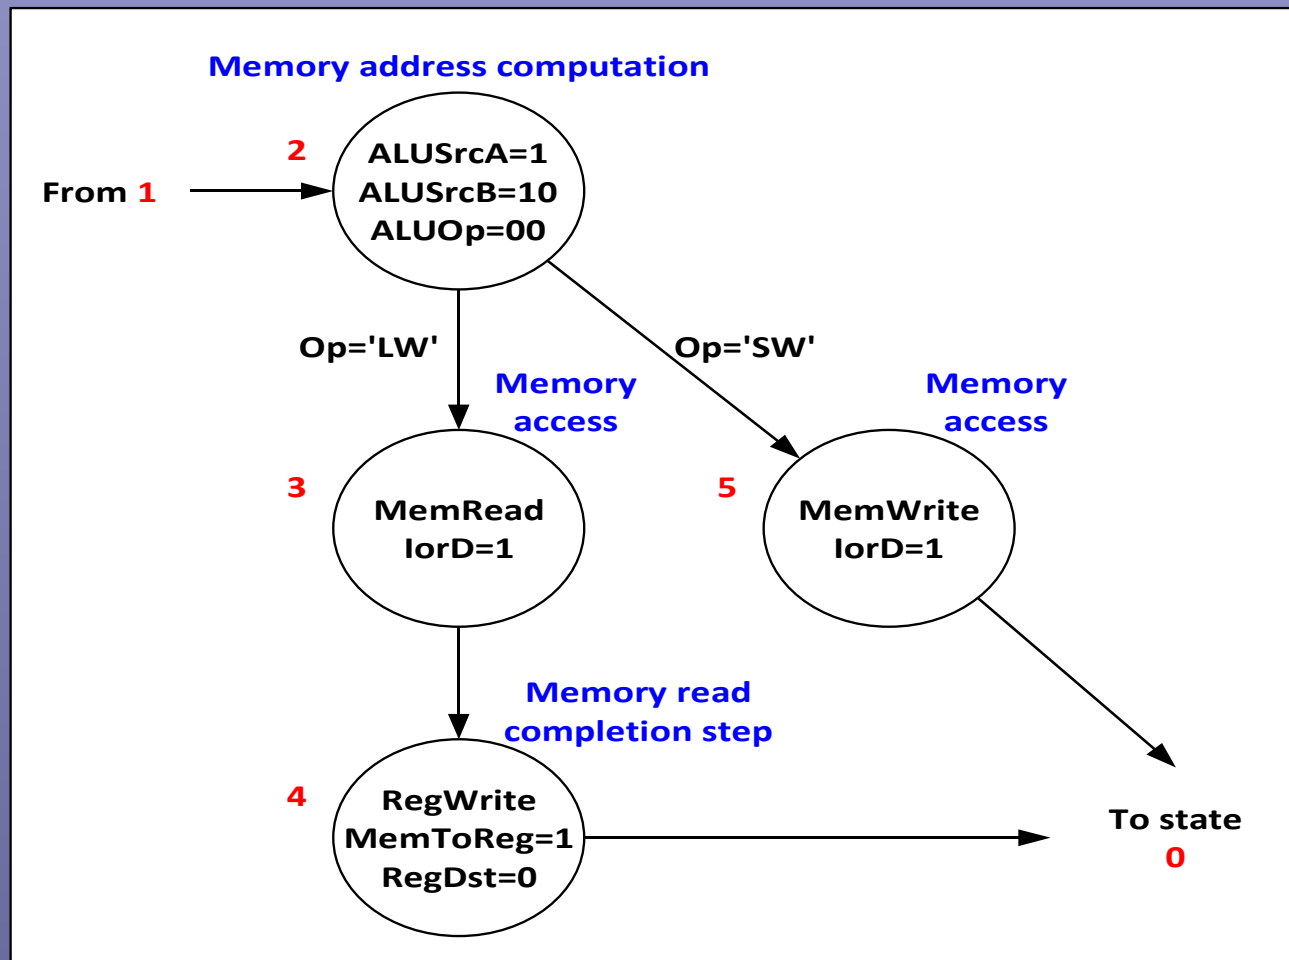 Memory address computation
2
From 1
ALUSrcA=1
ALUSrcB=10
ALUOp=00
Op='LW'
Op='SW'
Memory
access
Memory
access
3
MemRead
IorD=1
5
MemWrite
IorD=1
Memory read
completion step
4
RegWrite
MemToReg=1
RegDst=0
To state
0